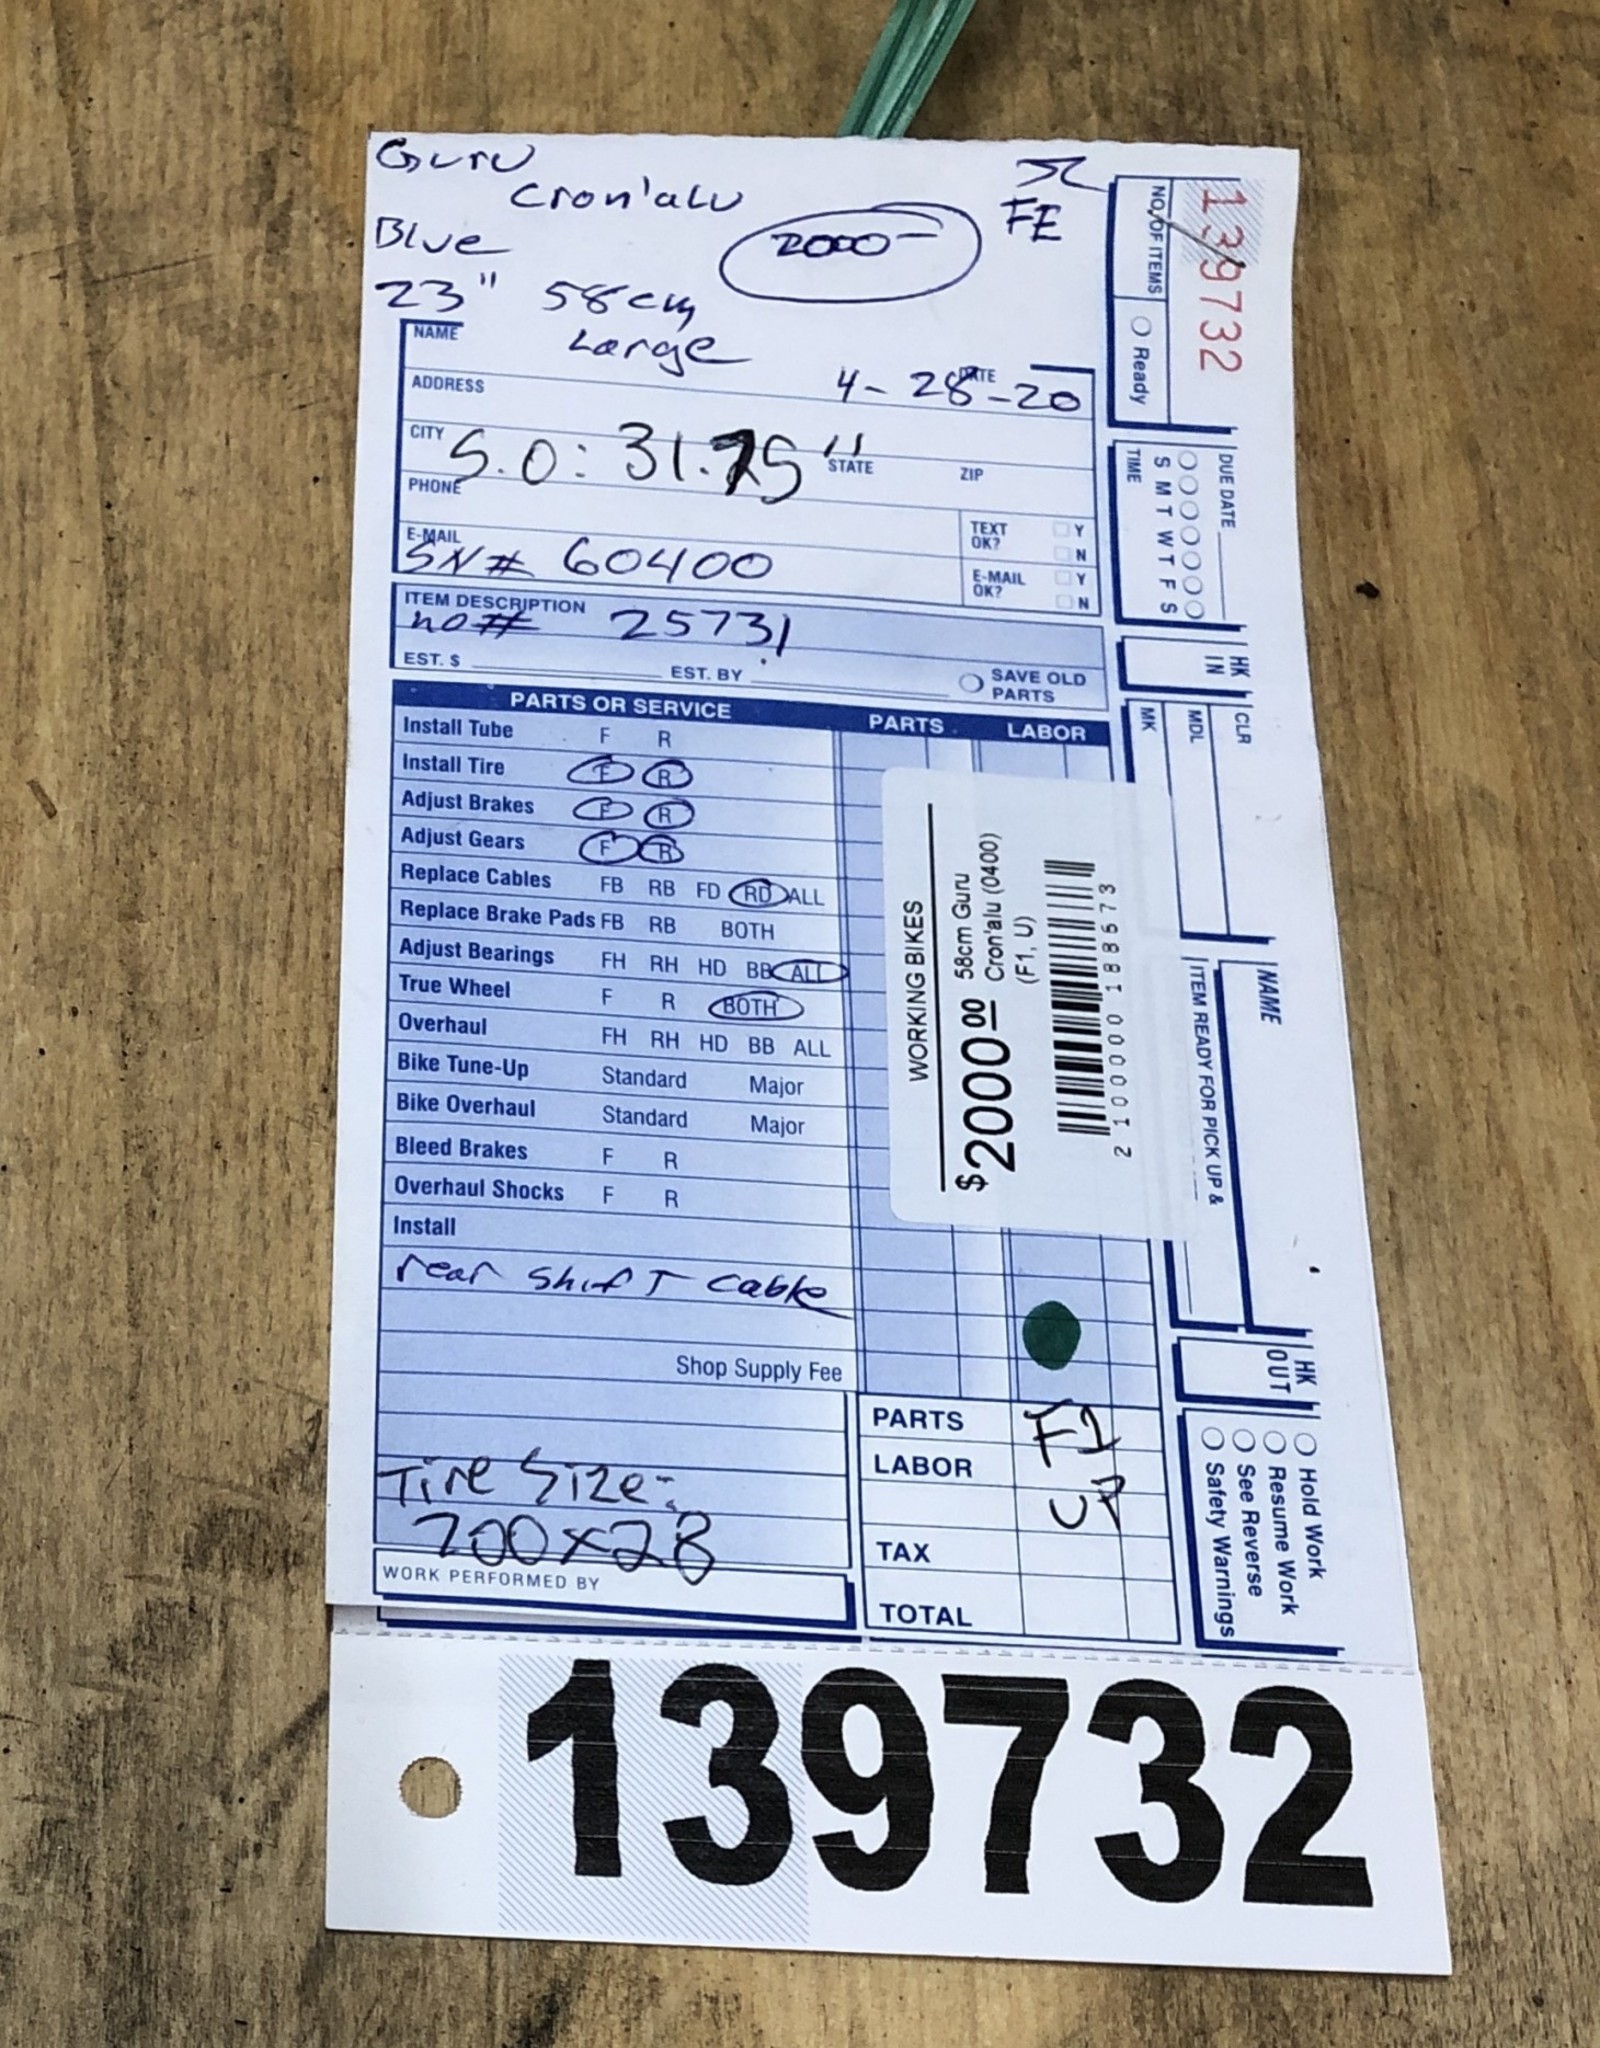 Guru
Cron'alu
Blue
2000-
FE
23" 58cm
Large
NAME
DATE
4-28-20
ADDRESS
CITY
S.O: 31.75"
STATE
ZIP
PHONE
TEXT OK? Y N
E-MAIL
SN# 60400
E-MAIL OK? Y N
ITEM DESCRIPTION
no# 25731
EST. $ EST. BY
SAVE OLD PARTS
PARTS OR SERVICE PARTS LABOR
Install Tube F R
Install Tire F R
Adjust Brakes F R
Adjust Gears F R
Replace Cables FB RB FD RD ALL
Replace Brake Pads FB RB BOTH
Adjust Bearings FH RH HD BB ALL
True Wheel F R BOTH
Overhaul FH RH HD BB ALL
Bike Tune-Up Standard Major
Bike Overhaul Standard Major
Bleed Brakes F R
Overhaul Shocks F R
Install
rear shift cable
Shop Supply Fee
Tire Size:
700x28
WORK PERFORMED BY
PARTS
LABOR
TAX
TOTAL
F1
UP
WORKING BIKES
$2000 00
58cm Guru
Cron'alu (0400)
(F1, U)
2 10000 188673
139732
NO. OF ITEMS
Ready
DUE DATE
S M T W T F S
TIME
HK IN
CLR
MDL
MK
NAME
ITEM READY FOR PICK UP &
HK OUT
Hold Work
Resume Work
See Reverse
Safety Warnings
139732